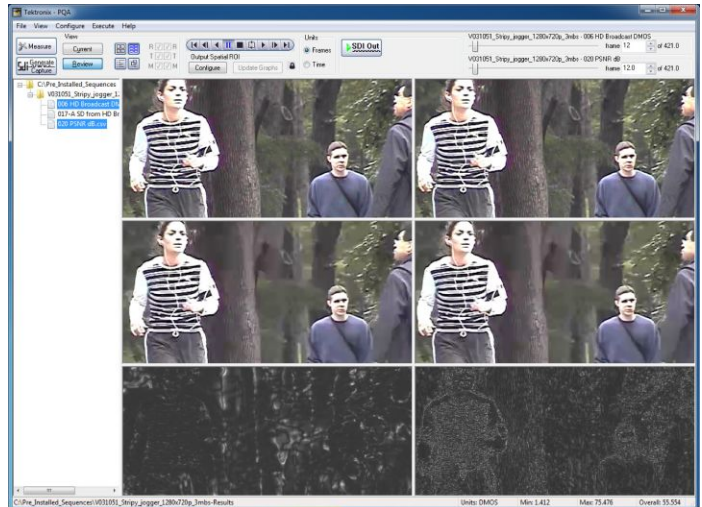 Tektronix - PQA
File View Configure Execute Help
Measure
View
Current
Generate
Capture
Review
R R
T T
M M
Output Spatial ROI
Configure
Update Graphs
Units
Frames
Time
SDI Out
V031051_Stripy_jogger_1280x720p_3mbs - 006 HD Broadcast DMOS
frame 12 of 421.0
V031051_Stripy_jogger_1280x720p_3mbs - 020 PSNR dB
frame 12.0 of 421.0
C:\Pre_Installed_Sequences
V031051_Stripy_jogger_1
006 HD Broadcast DM
017-A SD from HD Br
020 PSNR dB.csv
C:\Pre_Installed_Sequences\V031051_Stripy_jogger_1280x720p_3mbs-Results
Units: DMOS Min: 1.412 Max: 75.476 Overall: 55.554